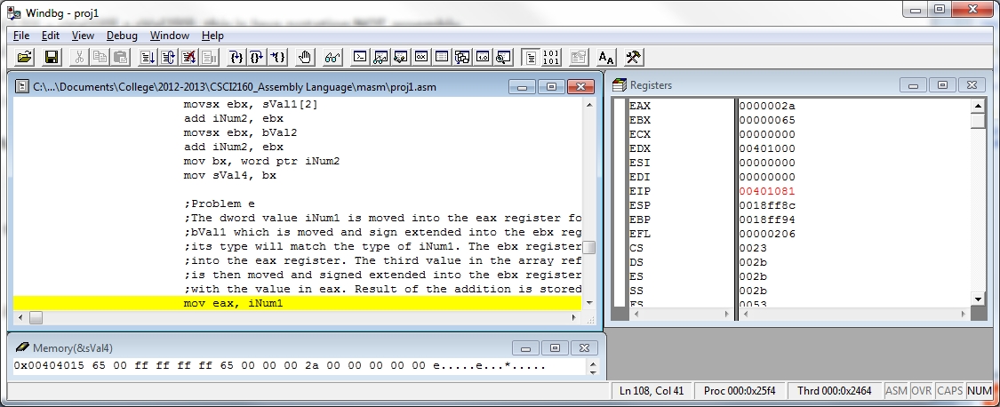 Windbg - proj1
File Edit View Debug Window Help
C:\...\Documents\College\2012-2013\CSCI2160_Assembly Language\masm\proj1.asm
movsx ebx, sVal1[2]
add iNum2, ebx
movsx ebx, bVal2
add iNum2, ebx
mov bx, word ptr iNum2
mov sVal4, bx
;Problem e
;The dword value iNum1 is moved into the eax register fo
;bVal1 which is moved and sign extended into the ebx reg
;its type will match the type of iNum1. The ebx register
;into the eax register. The third value in the array ref
;is then moved and signed extended into the ebx register
;with the value in eax. Result of the addition is stored
mov eax, iNum1
Registers
EAX 0000002a
EBX 00000065
ECX 00000000
EDX 00401000
ESI 00000000
EDI 00000000
EIP 00401081
ESP 0018ff8c
EBP 0018ff94
EFL 00000206
CS 0023
DS 002b
ES 002b
SS 002b
FS 0053
Memory(&sVal4)
0x00404015 65 00 ff ff ff ff 65 00 00 00 2a 00 00 00 00 00 e.....e...*.....
Ln 108, Col 41 Proc 000:0x25f4 Thrd 000:0x2464 ASM OVR CAPS NUM